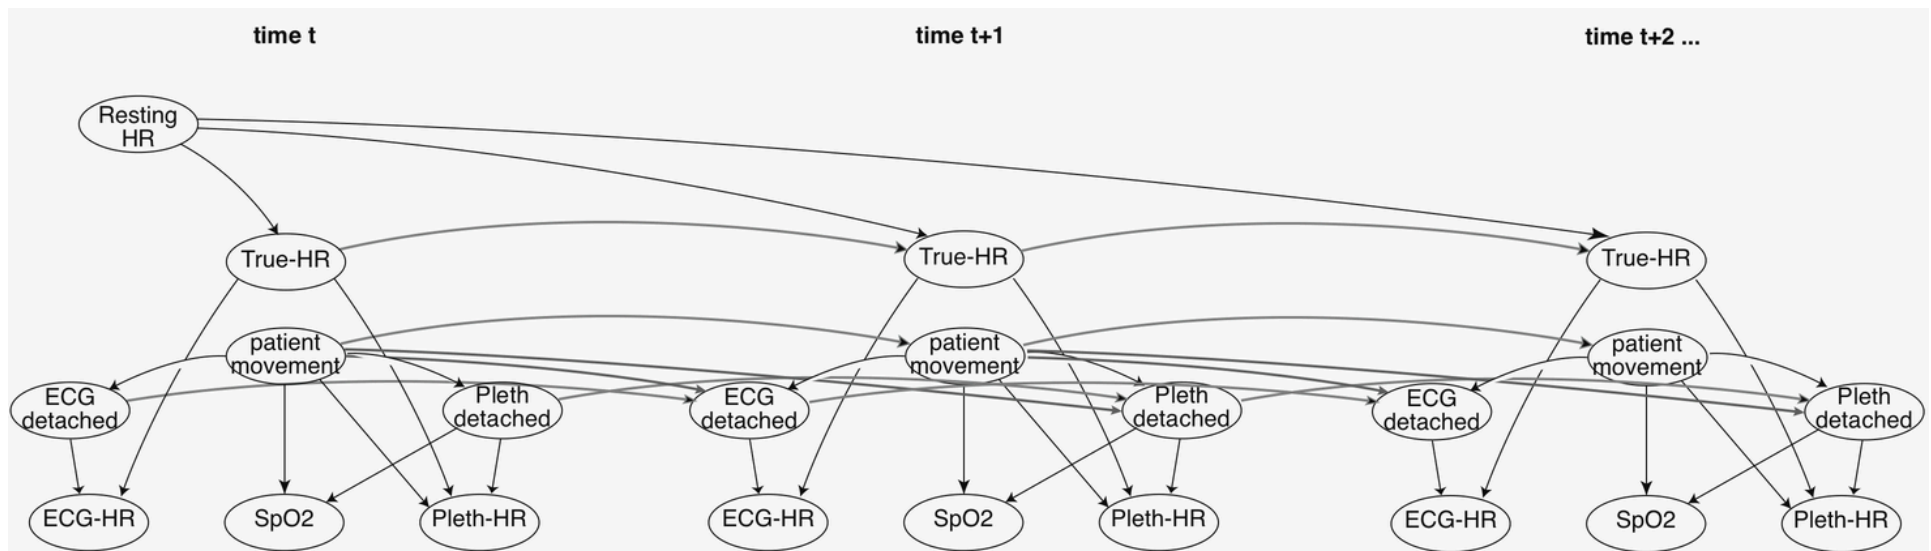 time t
time t+1
time t+2 ...
Resting
HR
True-HR
True-HR
True-HR
patient
movement
patient
movement
patient
movement
ECG
detached
Pleth
detached
ECG
detached
Pleth
detached
ECG
detached
Pleth
detached
ECG-HR
SpO2
Pleth-HR
ECG-HR
SpO2
Pleth-HR
ECG-HR
SpO2
Pleth-HR